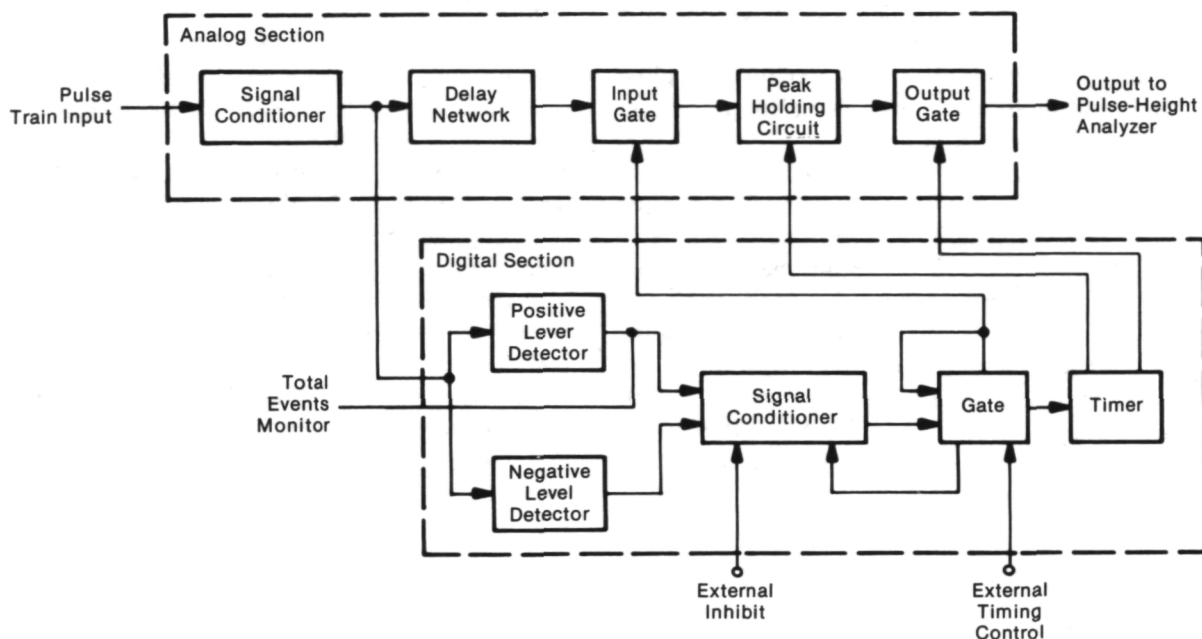 Analog Section
Pulse
Train Input
Signal
Conditioner
Delay
Network
Input
Gate
Peak
Holding
Circuit
Output
Gate
Output to
Pulse-Height
Analyzer
Digital Section
Positive
Lever
Detector
Total
Events
Monitor
Negative
Level
Detector
Signal
Conditioner
Gate
Timer
External
Inhibit
External
Timing
Control